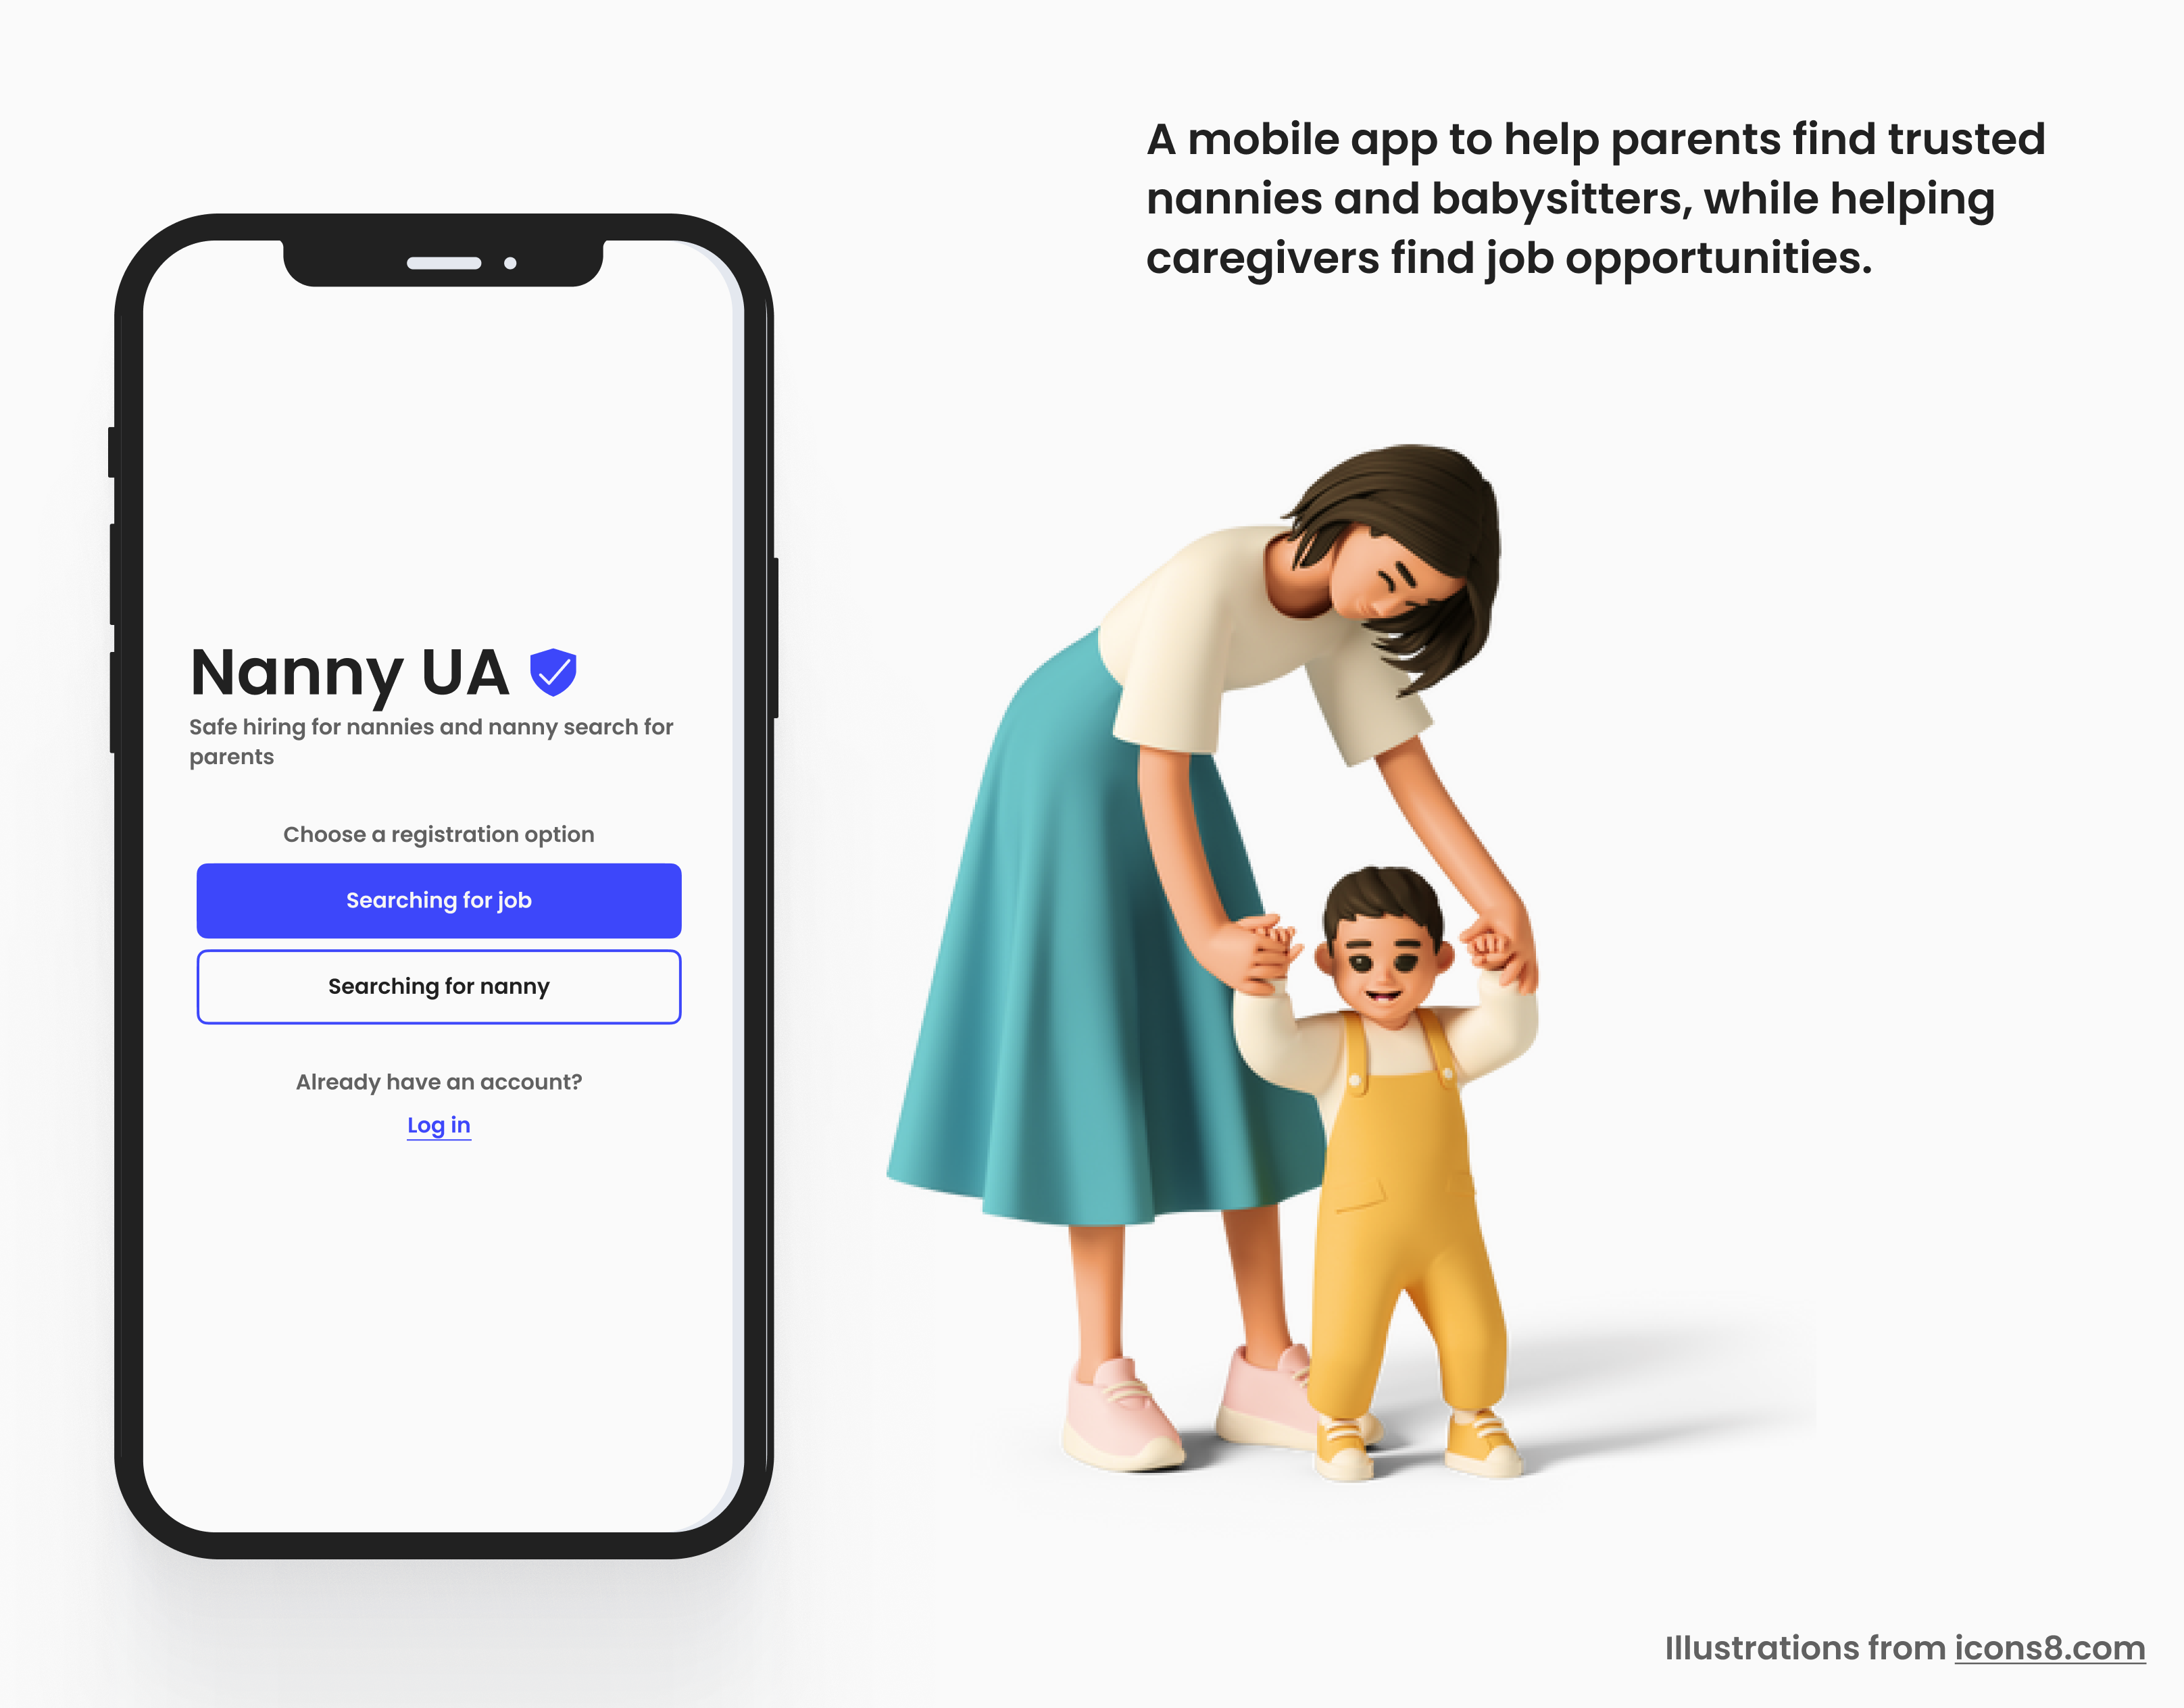 A mobile app to help parents find trusted
nannies and babysitters, while helping
caregivers find job opportunities.
Nanny UA
Safe hiring for nannies and nanny search for
parents
Choose a registration option
Searching for job
Searching for nanny
Already have an account?
Log in
Illustrations from icons8.com